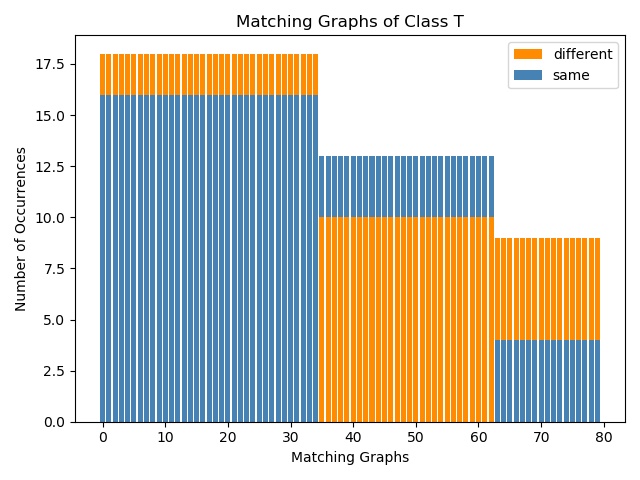 Matching Graphs of Class T
different
same
Number of Occurrences
17.5
15.0
12.5
10.0
7.5
5.0
2.5
0.0
0 10 20 30 40 50 60 70 80
Matching Graphs